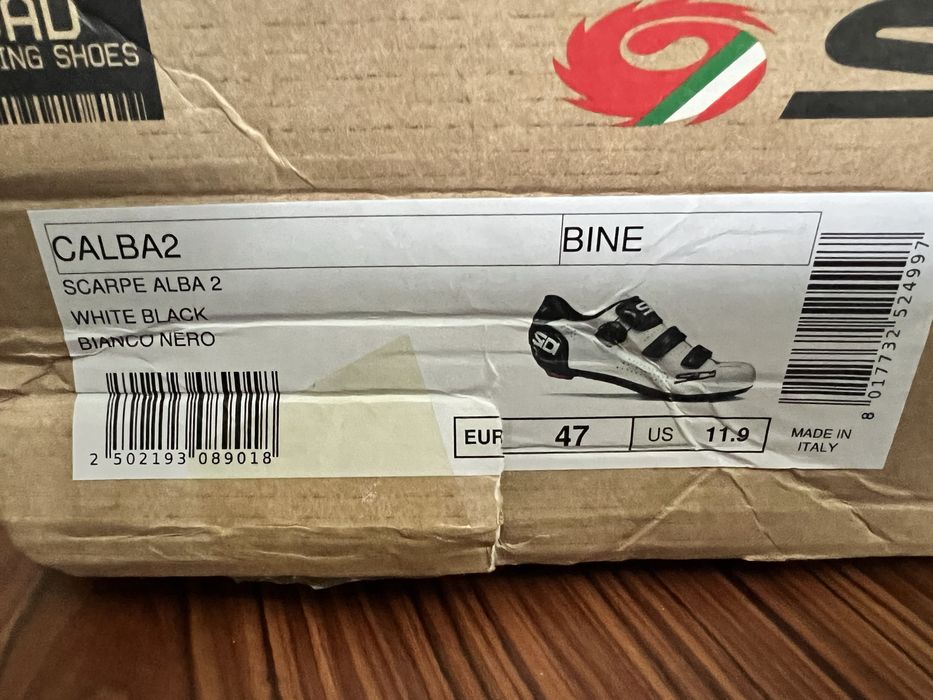 ING SHOES
CALBA2
BINE
SCARPE ALBA 2
WHITE BLACK
BIANCO NERO
2 502193 089018
EUR 47 US 11.9
MADE IN
ITALY
8 017732 524997